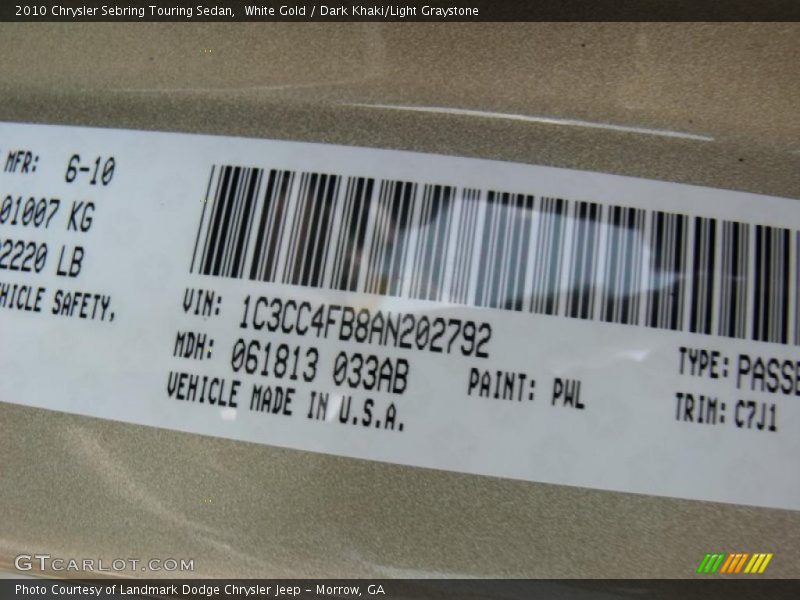 2010 Chrysler Sebring Touring Sedan, White Gold / Dark Khaki/Light Graystone
MFR: 6-10
01007 KG
2220 LB
HICLE SAFETY,
VIN: 1C3CC4FB8AN202792
MDH: 061813 033AB
PAINT: PWL
VEHICLE MADE IN U.S.A.
TYPE: PASSE
TRIM: C7J1
GTCARLOT.COM
Photo Courtesy of Landmark Dodge Chrysler Jeep - Morrow, GA